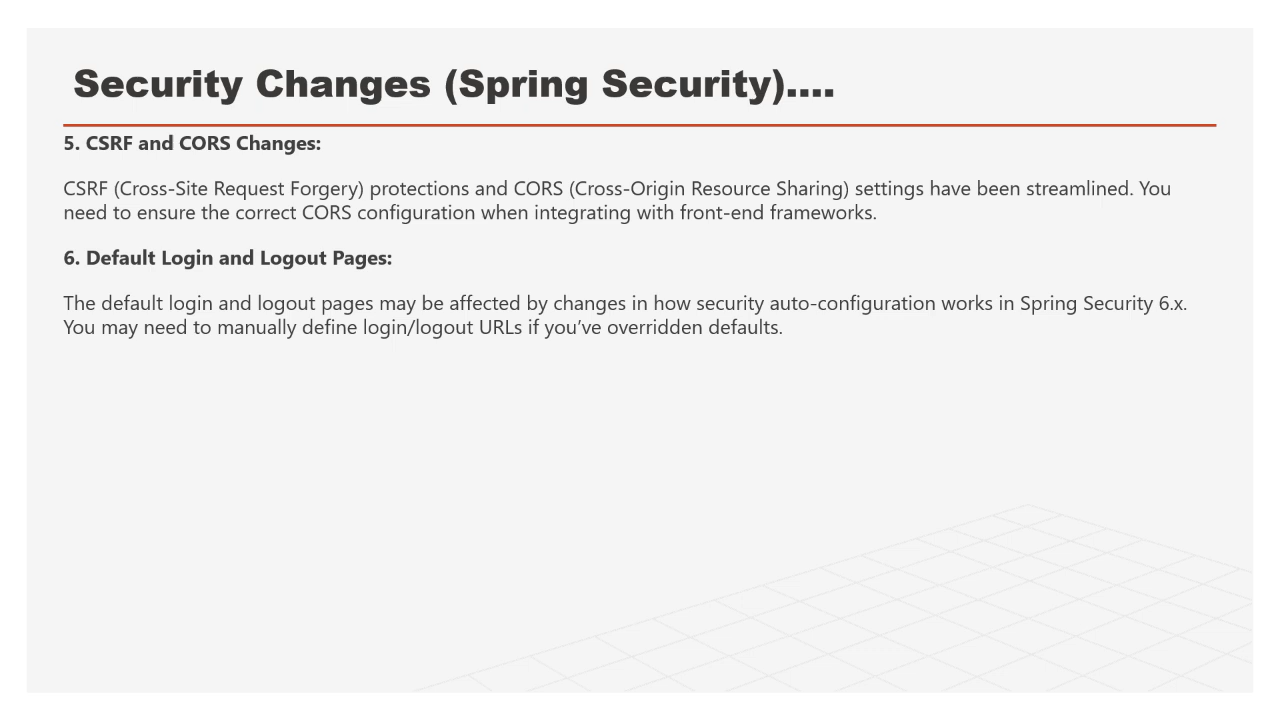 Security Changes (Spring Security)....
5. CSRF and CORS Changes:
CSRF (Cross-Site Request Forgery) protections and CORS (Cross-Origin Resource Sharing) settings have been streamlined. You
need to ensure the correct CORS configuration when integrating with front-end frameworks.
6. Default Login and Logout Pages:
The default login and logout pages may be affected by changes in how security auto-configuration works in Spring Security 6.x.
You may need to manually define login/logout URLs if you’ve overridden defaults.